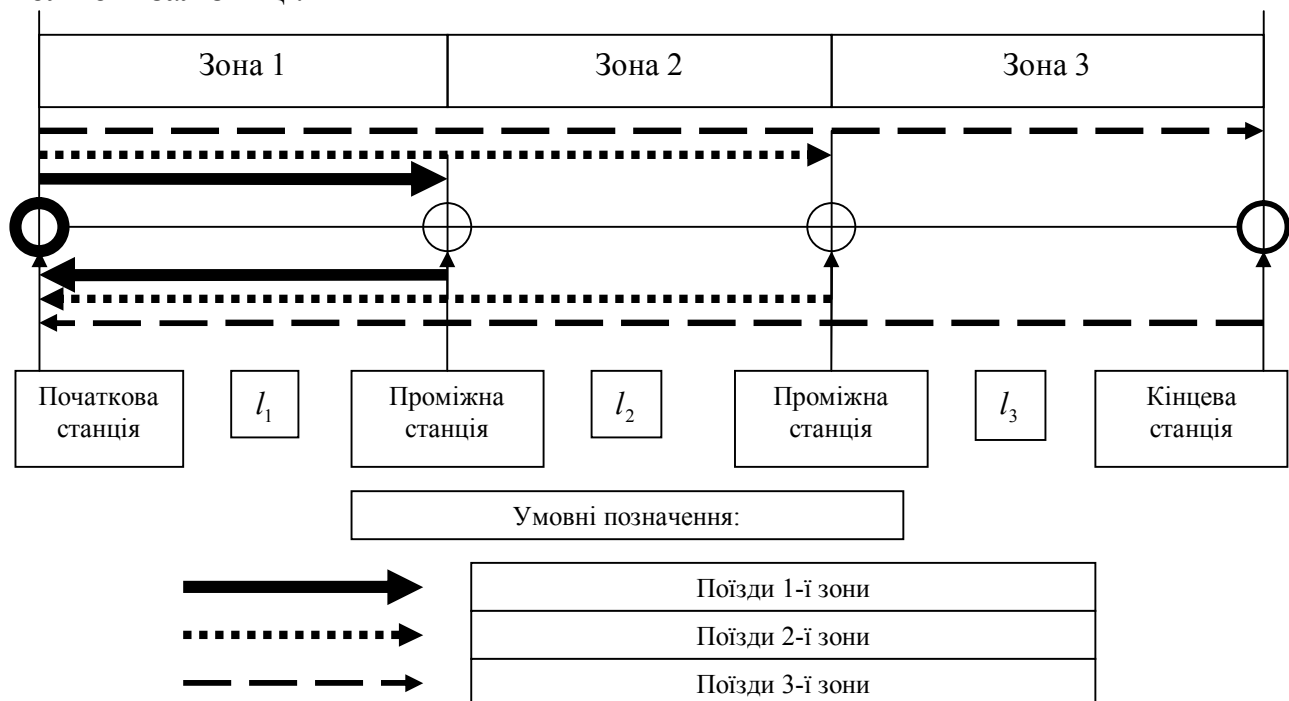 Зона 1
Зона 2
Зона 3
Початкова
станція
l₁
Проміжна
станція
l₂
Проміжна
станція
l₃
Кінцева
станція
Умовні позначення:
Поїзди 1-ї зони
Поїзди 2-ї зони
Поїзди 3-ї зони